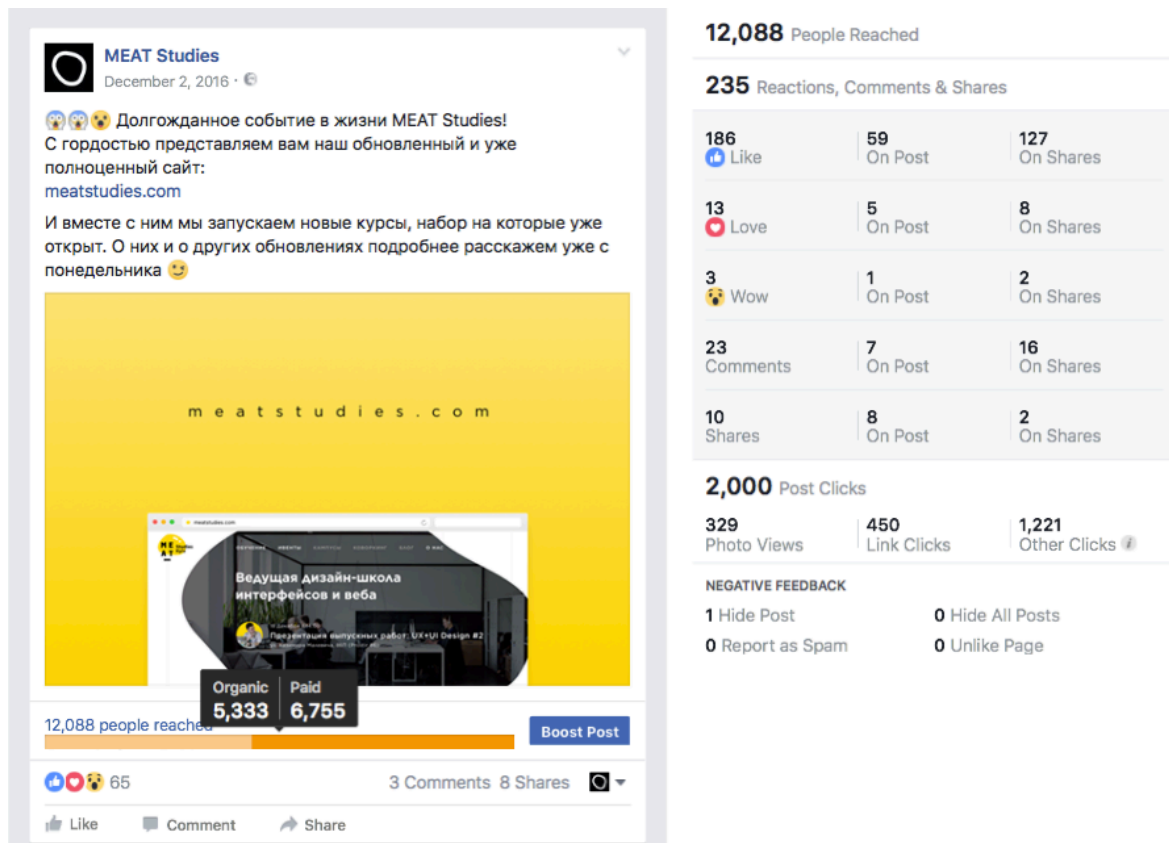 MEAT Studies
December 2, 2016 ·
Долгожданное событие в жизни MEAT Studies!
С гордостью представляем вам наш обновленный и уже
полноценный сайт:
meatstudies.com
И вместе с ним мы запускаем новые курсы, набор на которые уже
открыт. О них и о других обновлениях подробнее расскажем уже с
понедельника
meatstudies.com
meatstudies.com
MEAT
ОБУЧЕНИЕ ИВЕНТЫ КАМПУСЫ КОВОРКИНГ БЛОГ О НАС
Ведущая дизайн-школа
интерфейсов и веба
Презентация выпускных работ: UX+UI Design #2
Organic Paid
5,333 6,755
12,088 people reached
Boost Post
65 3 Comments 8 Shares
Like Comment Share
12,088 People Reached
235 Reactions, Comments & Shares
186 59 127
Like On Post On Shares
13 5 8
Love On Post On Shares
3 1 2
Wow On Post On Shares
23 7 16
Comments On Post On Shares
10 8 2
Shares On Post On Shares
2,000 Post Clicks
329 450 1,221
Photo Views Link Clicks Other Clicks
NEGATIVE FEEDBACK
1 Hide Post 0 Hide All Posts
0 Report as Spam 0 Unlike Page